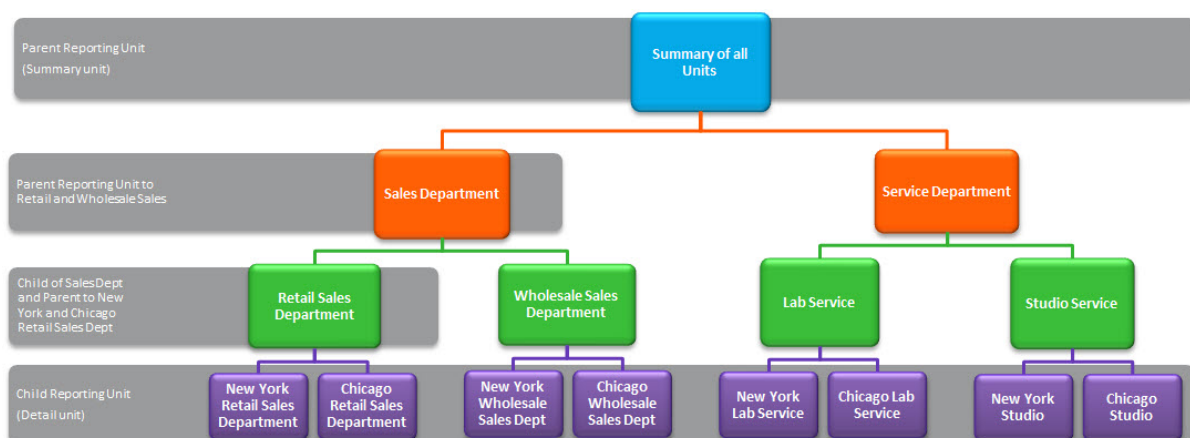 Parent Reporting Unit
(Summary unit)
Summary of all
Units
Parent Reporting Unit to
Retail and Wholesale Sales
Sales Department
Service Department
Child of Sales Dept
and Parent to New
York and Chicago
Retail Sales Dept
Retail Sales
Department
Wholesale Sales
Department
Lab Service
Studio Service
Child Reporting Unit
(Detail unit)
New York
Retail Sales
Department
Chicago
Retail Sales
Department
New York
Wholesale
Sales Dept
Chicago
Wholesale
Sales Dept
New York
Lab Service
Chicago Lab
Service
New York
Studio
Chicago
Studio